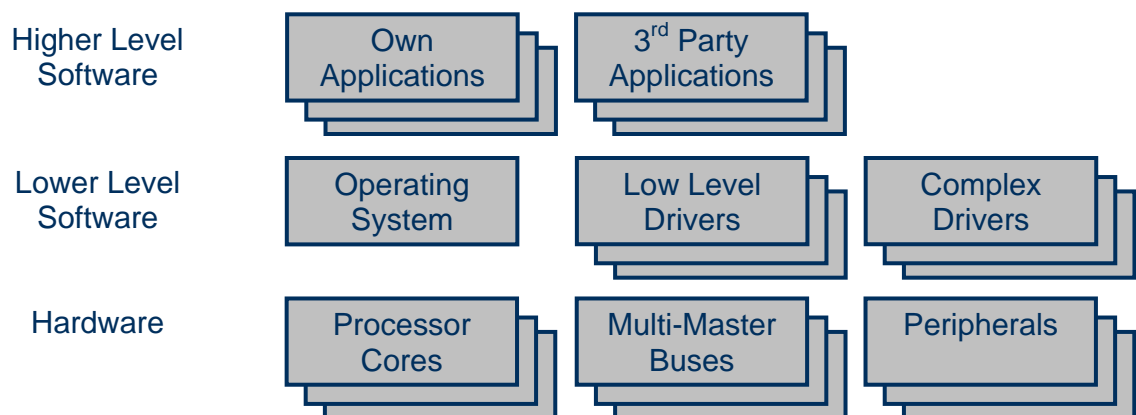 Higher Level
Software
Own
Applications
3rd Party
Applications
Lower Level
Software
Operating
System
Low Level
Drivers
Complex
Drivers
Hardware
Processor
Cores
Multi-Master
Buses
Peripherals